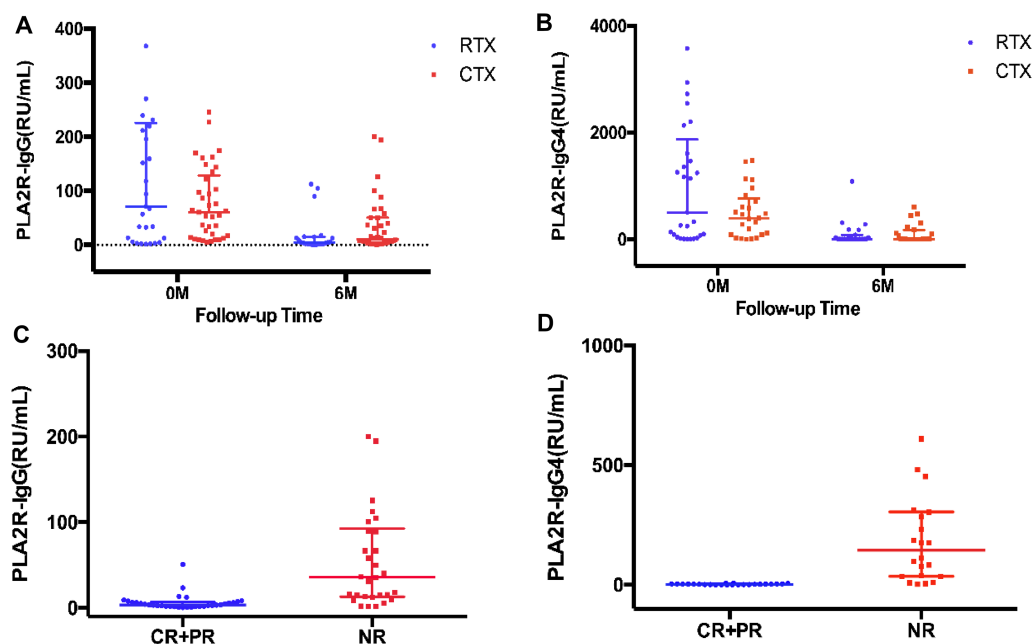 A
PLA2R-IgG(RU/mL)
400
300
200
100
0
0M
6M
Follow-up Time
RTX
CTX
B
PLA2R-IgG4(RU/mL)
4000
2000
0
0M
6M
Follow-up Time
RTX
CTX
C
PLA2R-IgG(RU/mL)
300
200
100
0
CR+PR
NR
D
PLA2R-IgG4(RU/mL)
1000
500
0
CR+PR
NR